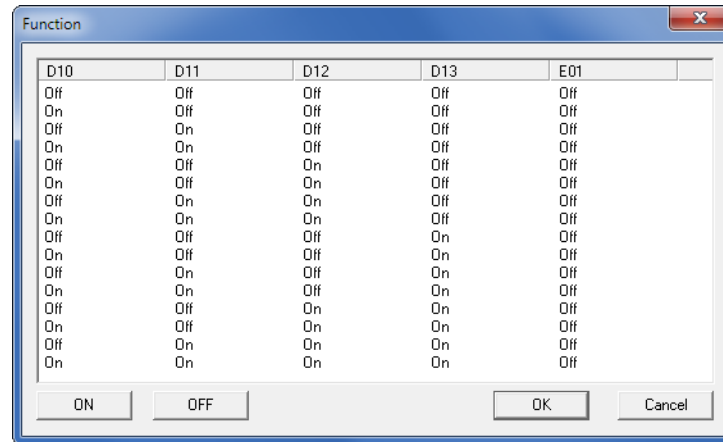 Function
D10 D11 D12 D13 E01
Off Off Off Off Off
On Off Off Off Off
Off On Off Off Off
On On Off Off Off
Off Off On Off Off
On Off On Off Off
Off On On Off Off
On On On Off Off
Off Off Off On Off
On Off Off On Off
Off On Off On Off
On On Off On Off
Off Off On On Off
On Off On On Off
Off On On On Off
On On On On Off
ON OFF OK Cancel